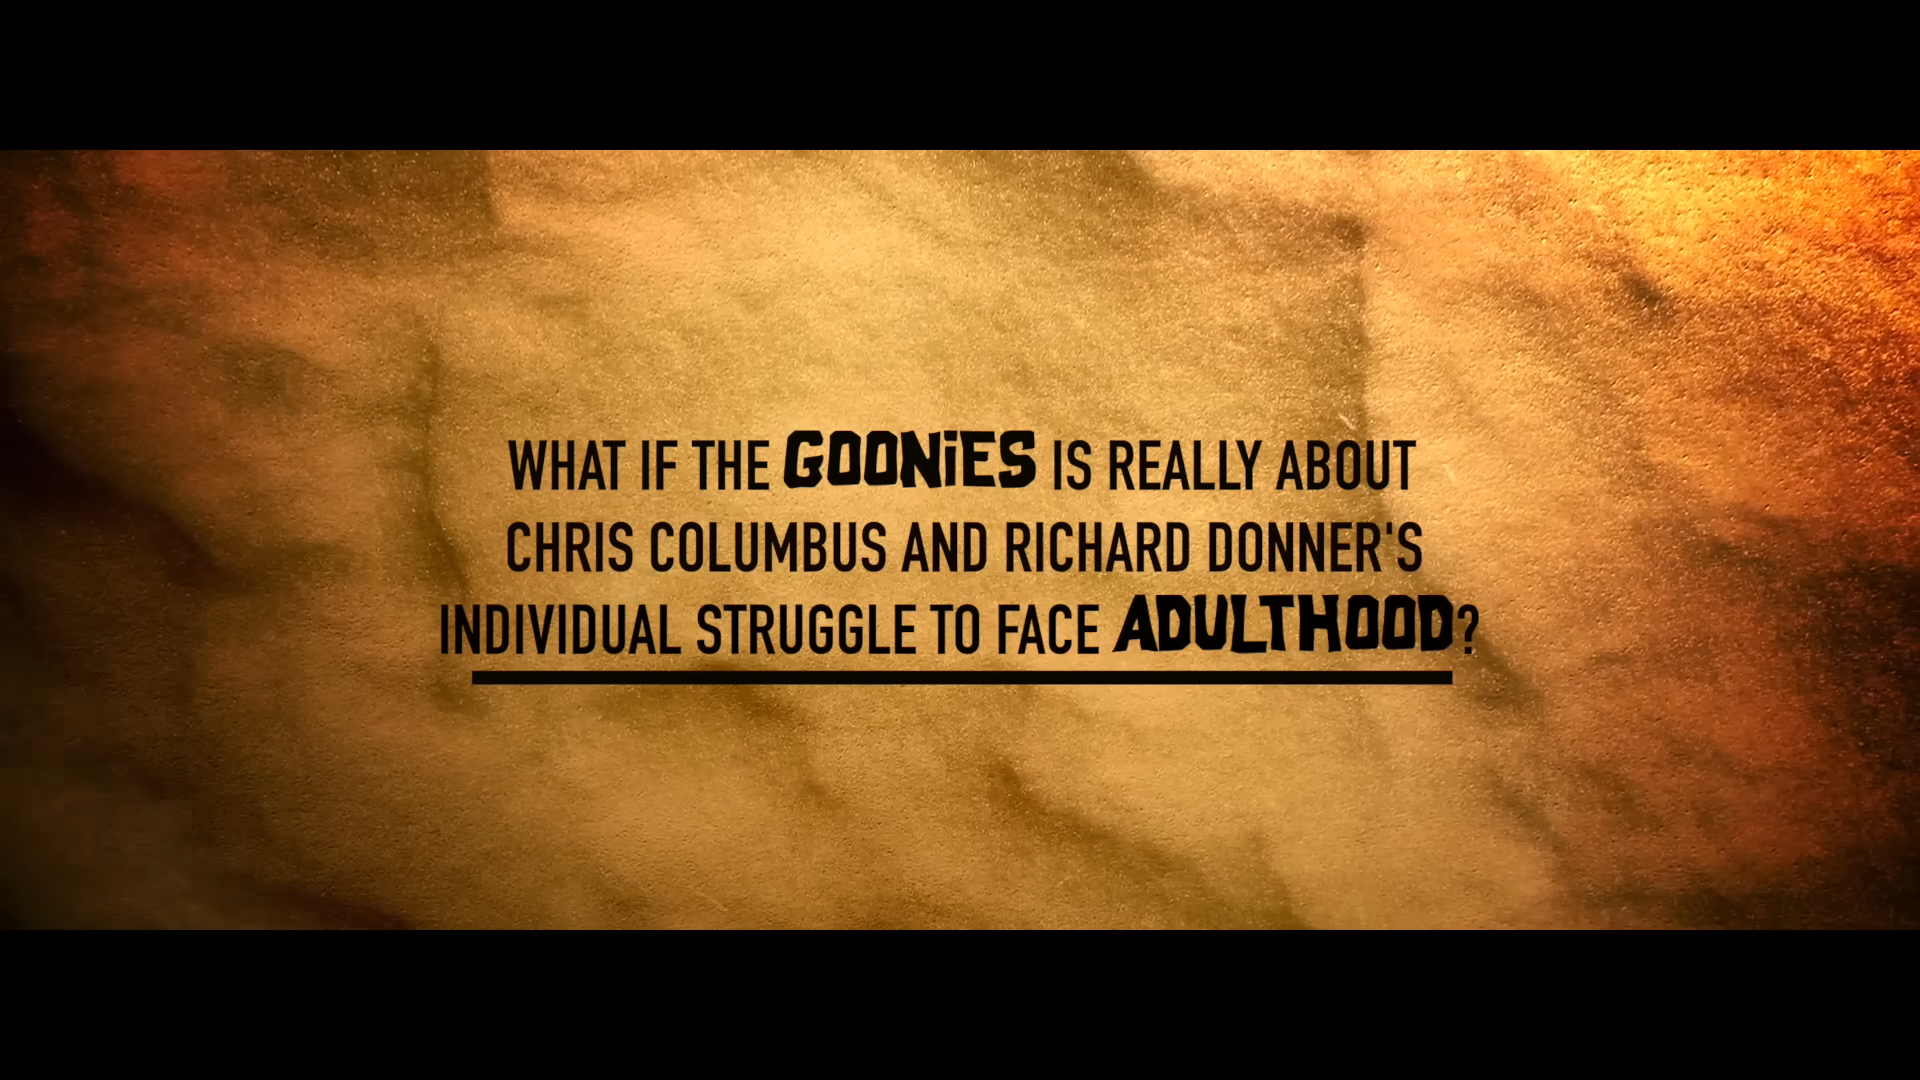 WHAT IF THE GOONiES IS REALLY ABOUT
CHRIS COLUMBUS AND RICHARD DONNER'S
INDIVIDUAL STRUGGLE TO FACE ADULTHOOD?